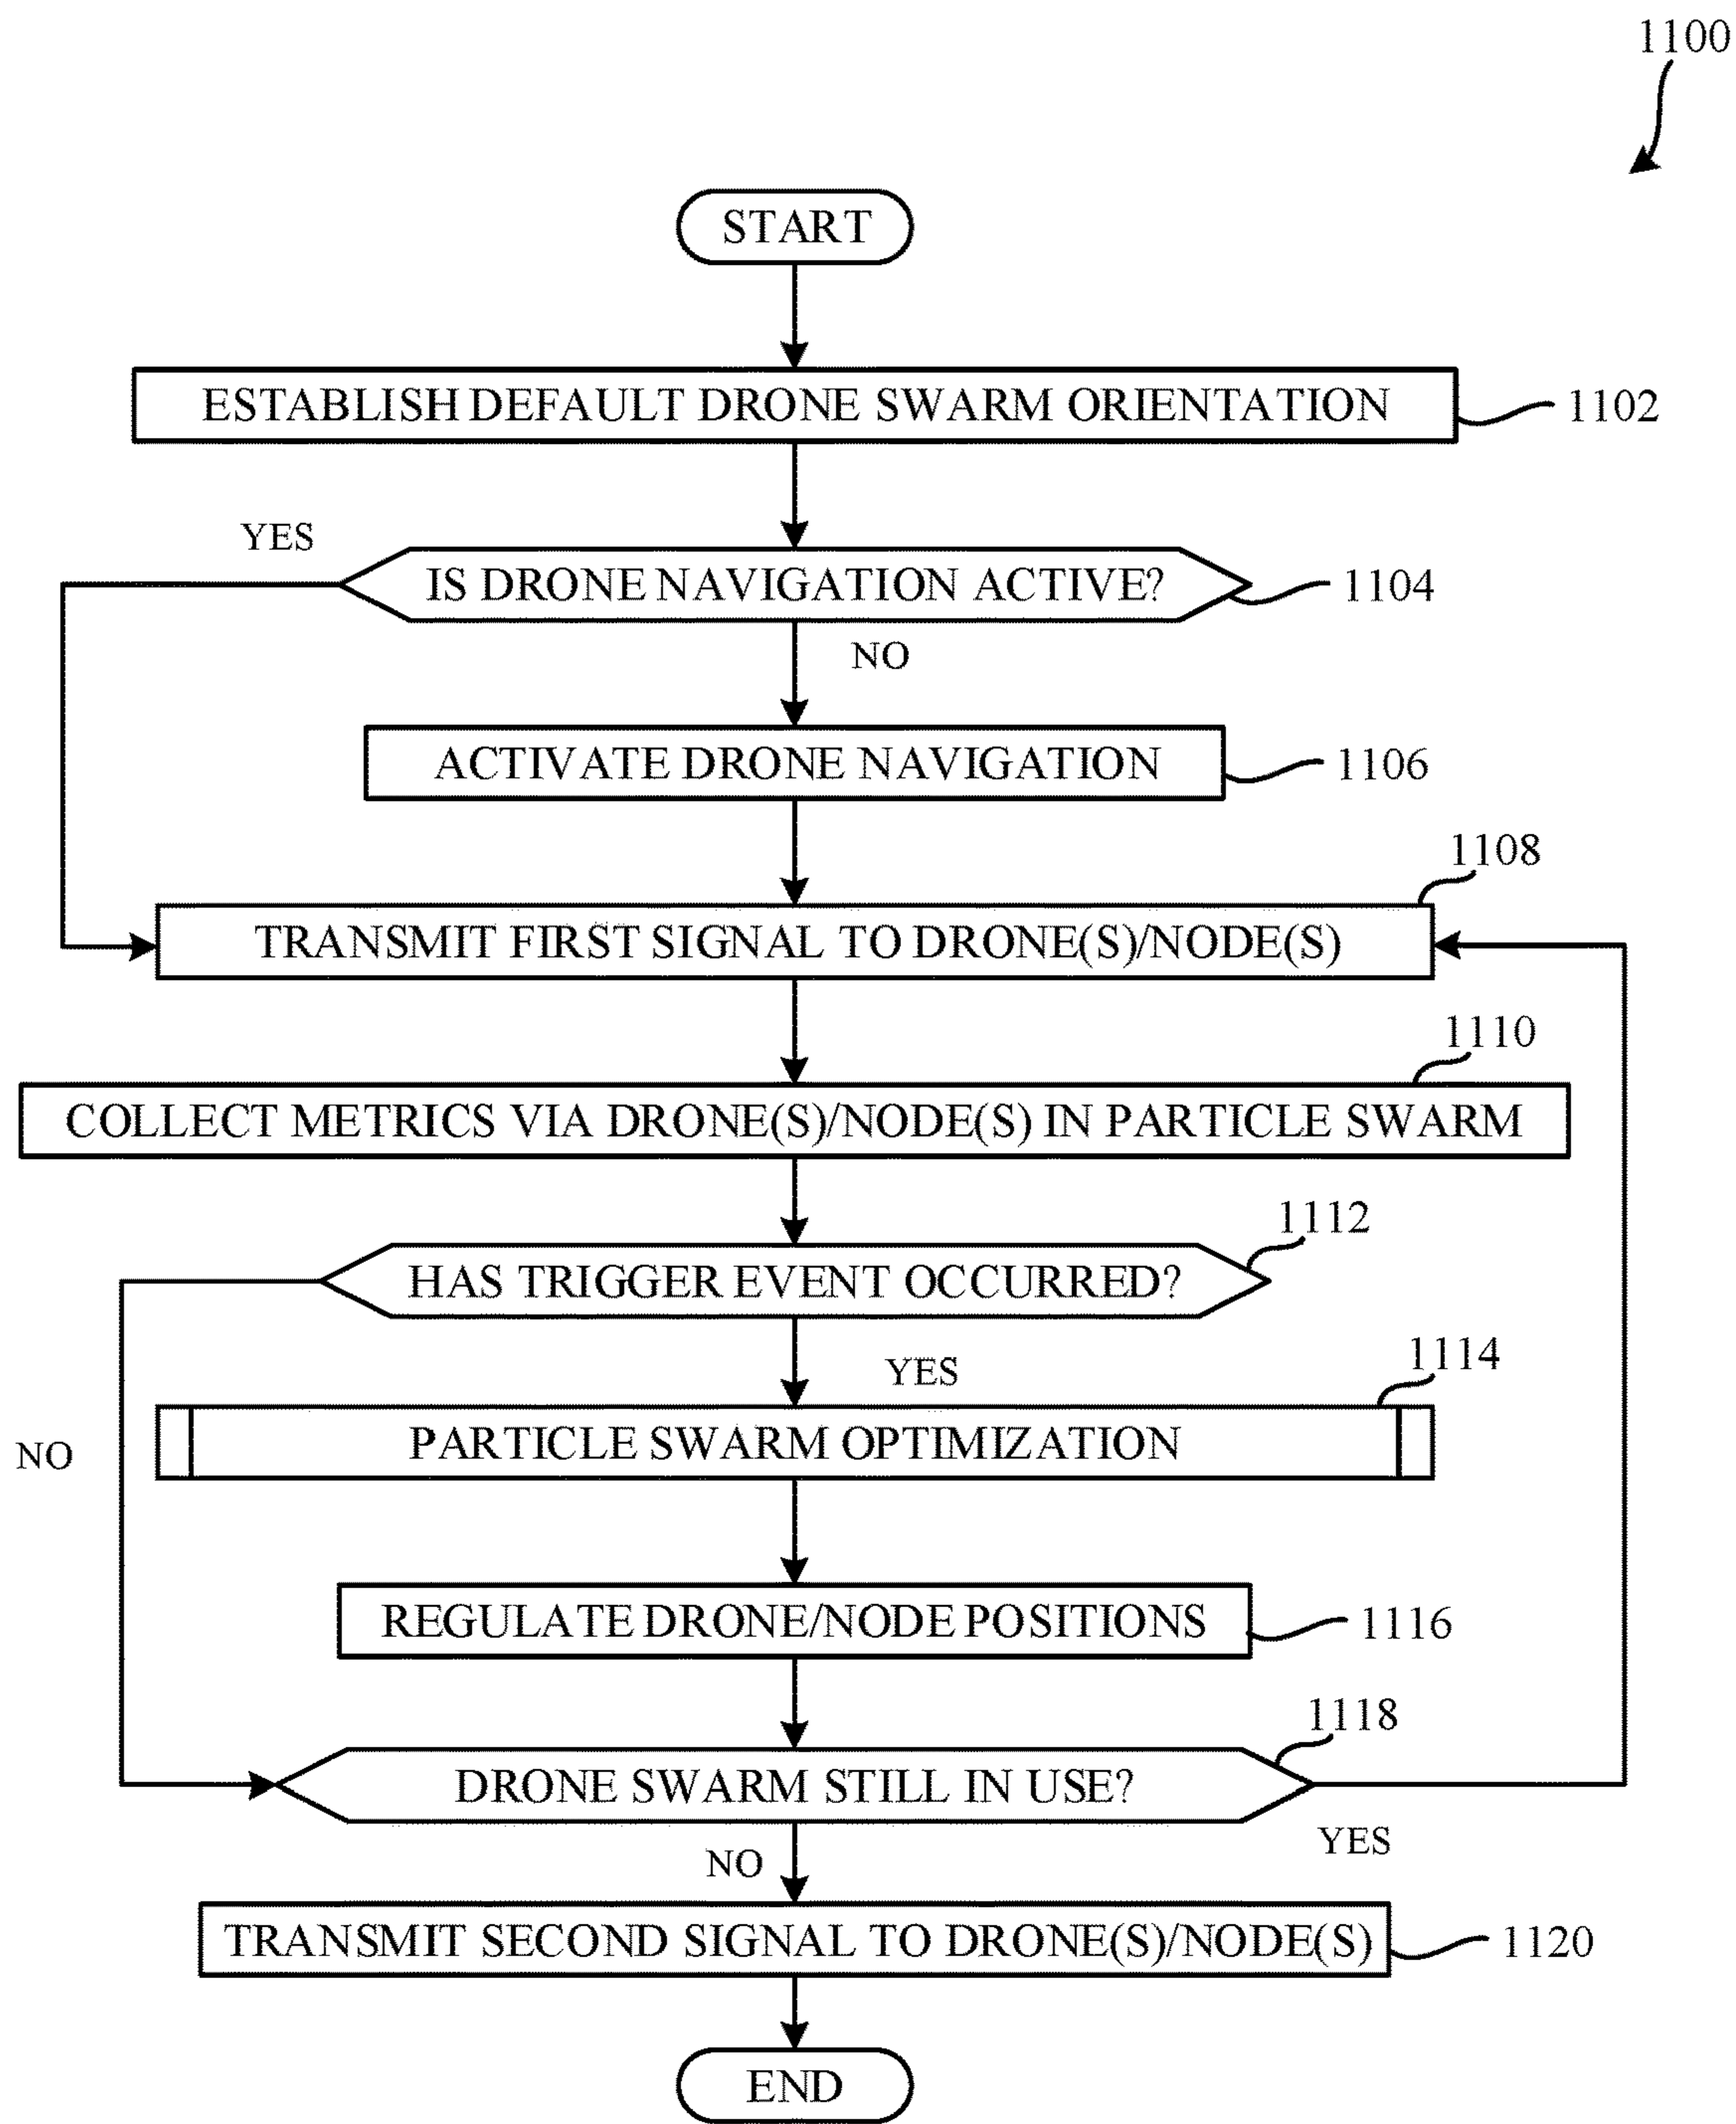 1100
START
ESTABLISH DEFAULT DRONE SWARM ORIENTATION
1102
YES
IS DRONE NAVIGATION ACTIVE?
1104
NO
ACTIVATE DRONE NAVIGATION
1106
1108
TRANSMIT FIRST SIGNAL TO DRONE(S)/NODE(S)
1110
COLLECT METRICS VIA DRONE(S)/NODE(S) IN PARTICLE SWARM
1112
HAS TRIGGER EVENT OCCURRED?
YES
1114
NO
PARTICLE SWARM OPTIMIZATION
REGULATE DRONE/NODE POSITIONS
1116
1118
DRONE SWARM STILL IN USE?
YES
NO
TRANSMIT SECOND SIGNAL TO DRONE(S)/NODE(S)
1120
END